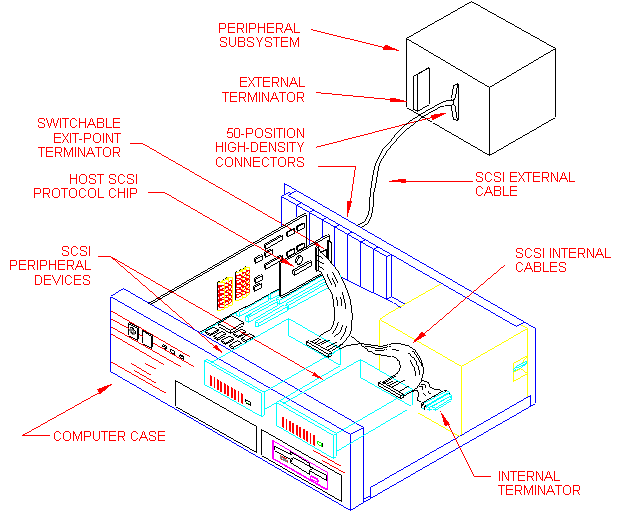 PERIPHERAL
SUBSYSTEM
EXTERNAL
TERMINATOR
SWITCHABLE
EXIT-POINT
TERMINATOR
50-POSITION
HIGH-DENSITY
CONNECTORS
HOST SCSI
PROTOCOL CHIP
SCSI EXTERNAL
CABLE
SCSI
PERIPHERAL
DEVICES
SCSI INTERNAL
CABLES
COMPUTER CASE
INTERNAL
TERMINATOR